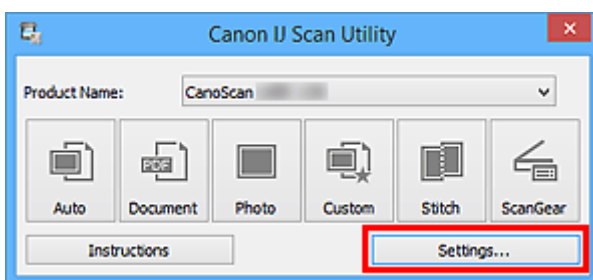 Canon IJ Scan Utility
Product Name: CanoScan
PDF
Auto Document Photo Custom Stitch ScanGear
Instructions Settings...